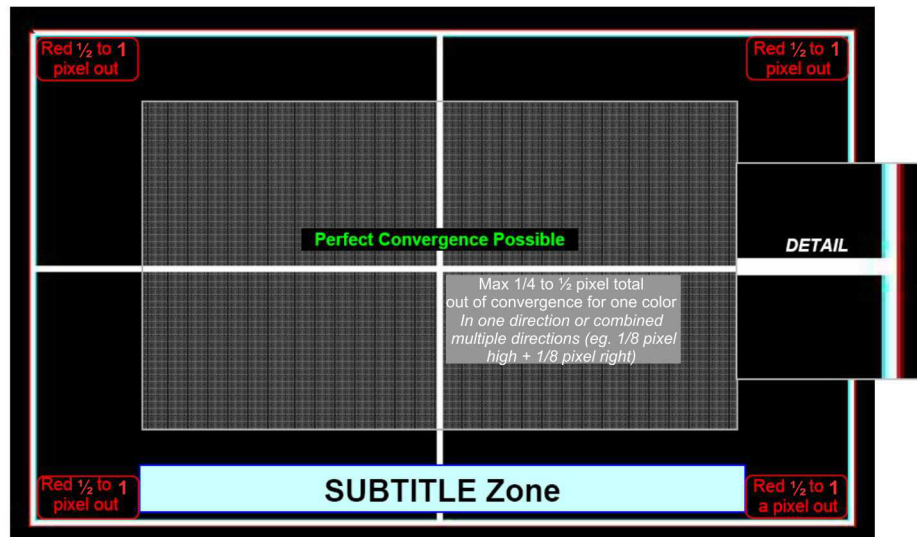 Red ½ to 1
pixel out
Red ½ to 1
pixel out
Perfect Convergence Possible
DETAIL
Max 1/4 to ½ pixel total
out of convergence for one color
In one direction or combined
multiple directions (eg. 1/8 pixel
high + 1/8 pixel right)
Red ½ to 1
pixel out
SUBTITLE Zone
Red ½ to 1
a pixel out